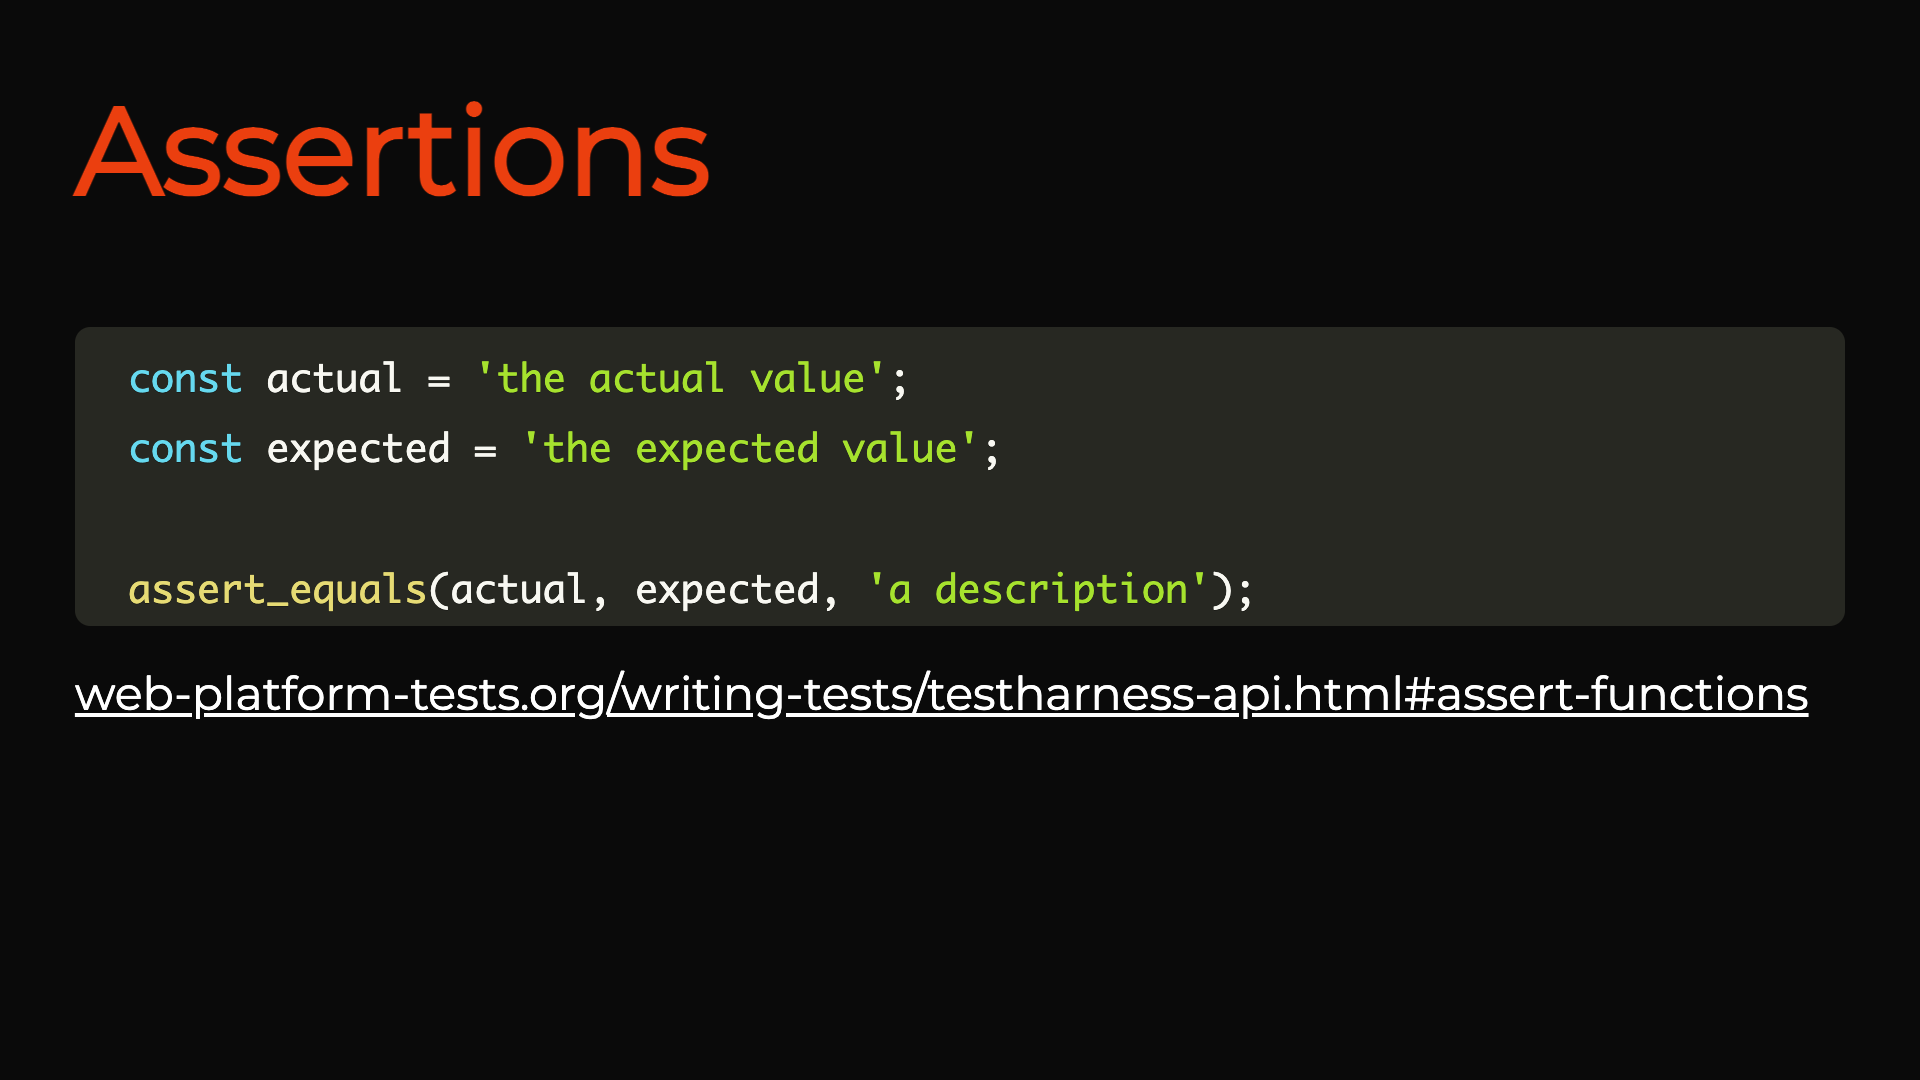 Assertions
const actual = 'the actual value';
const expected = 'the expected value';
assert_equals(actual, expected, 'a description');
web-platform-tests.org/writing-tests/testharness-api.html#assert-functions